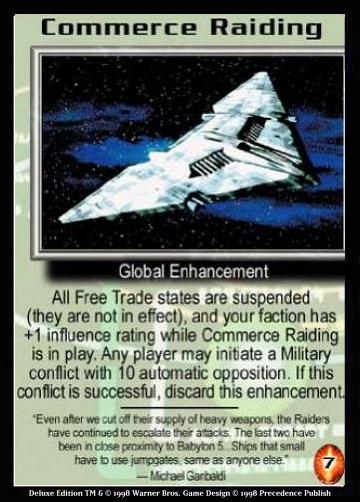 Commerce Raiding
Global Enhancement
All Free Trade states are suspended
(they are not in effect), and your faction has
+1 influence rating while Commerce Raiding
is in play. Any player may initiate a Military
conflict with 10 automatic opposition. If this
conflict is successful, discard this enhancement.
"Even after we cut off their supply of heavy weapons, the Raiders
have continued to escalate their attacks. The last two have
been in close proximity to Babylon 5...Ships that small
have to use jumpgates, same as anyone else."
— Michael Garibaldi
7
Deluxe Edition TM & © 1998 Warner Bros. Game Design © 1998 Precedence Publish